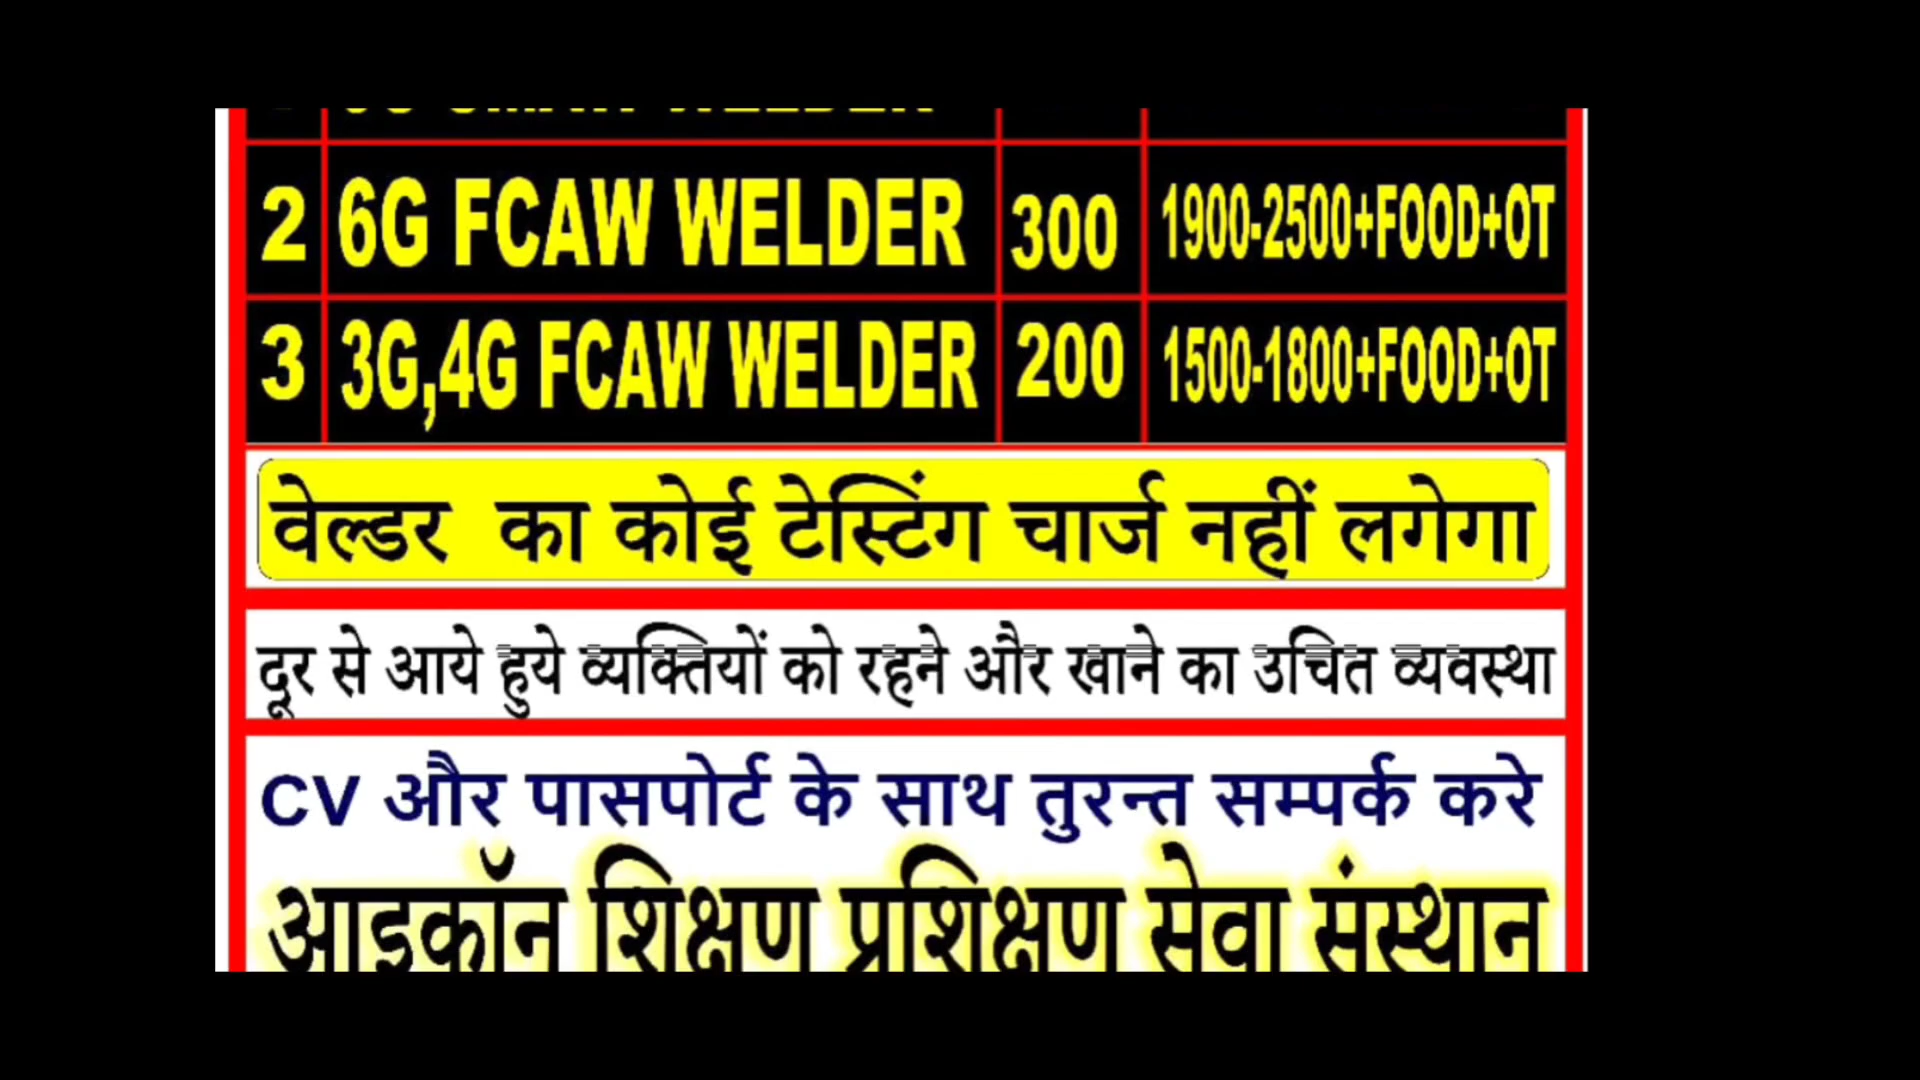 2 6G FCAW WELDER 300 1900-2500+FOOD+OT
3 3G,4G FCAW WELDER 200 1500-1800+FOOD+OT
वेल्डर का कोई टेस्टिंग चार्ज नहीं लगेगा
दूर से आये हुये व्यक्तियों को रहने और खाने का उचित व्यवस्था
CV और पासपोर्ट के साथ तुरन्त सम्पर्क करे
आइकॉन शिक्षण प्रशिक्षण सेवा संस्थान